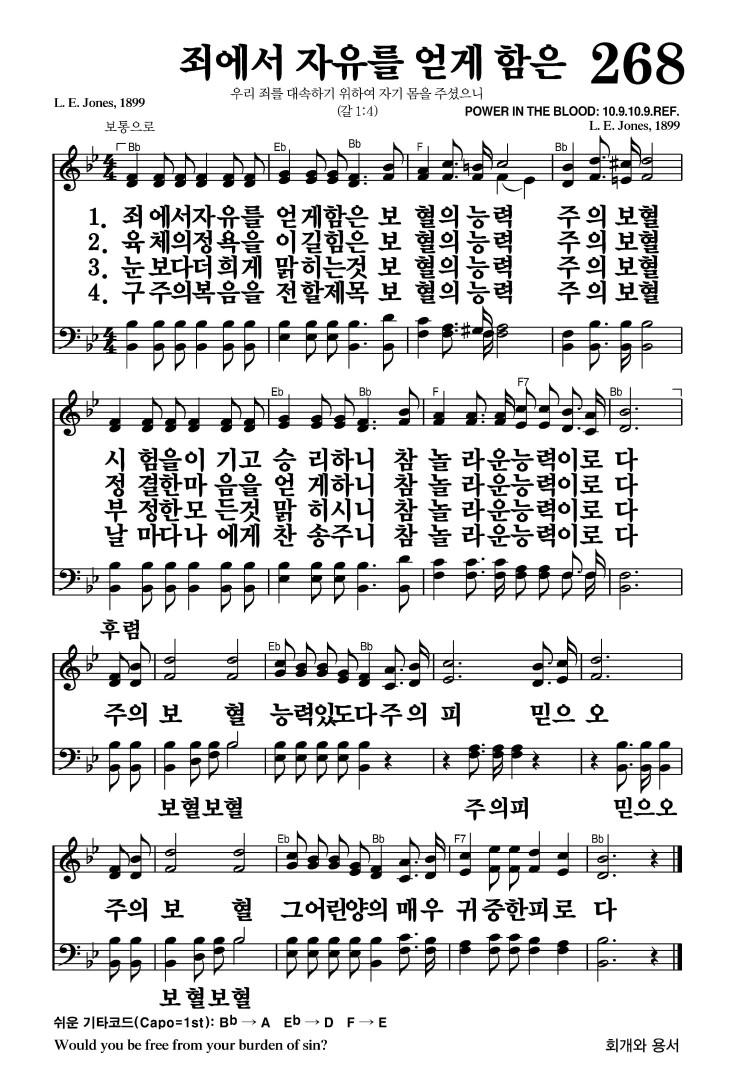 죄에서 자유를 얻게 함은 268
우리 죄를 대속하기 위하여 자기 몸을 주셨으니
(갈 1:4)
L. E. Jones, 1899
POWER IN THE BLOOD: 10.9.10.9.REF.
L. E. Jones, 1899
보통으로
Bb Eb Bb F Bb
1. 죄에서자유를 얻게함은 보 혈의능력 주의보혈
2. 육체의정욕을 이길힘은 보 혈의능력 주의보혈
3. 눈보다더희게 맑히는것 보 혈의능력 주의보혈
4. 구주의복음을 전할제목 보 혈의능력 주의보혈
Eb Bb F F7 Bb
시 험을이 기고 승 리하니 참 놀 라운능력이로 다
정 결한마 음을 얻 게하니 참 놀 라운능력이로 다
부 정한모 든것 맑 히시니 참 놀 라운능력이로 다
날 마다나 에게 찬 송주니 참 놀 라운능력이로 다
후렴
Eb Bb
주의 보 혈 능력있도다주의 피 믿으 오
보혈보혈 주의피 믿으오
Eb Bb F7 Bb
주의 보 혈 그어린양의 매우 귀중한피로 다
보혈보혈
쉬운 기타코드(Capo=1st): Bb → A Eb → D F → E
Would you be free from your burden of sin? 회개와 용서